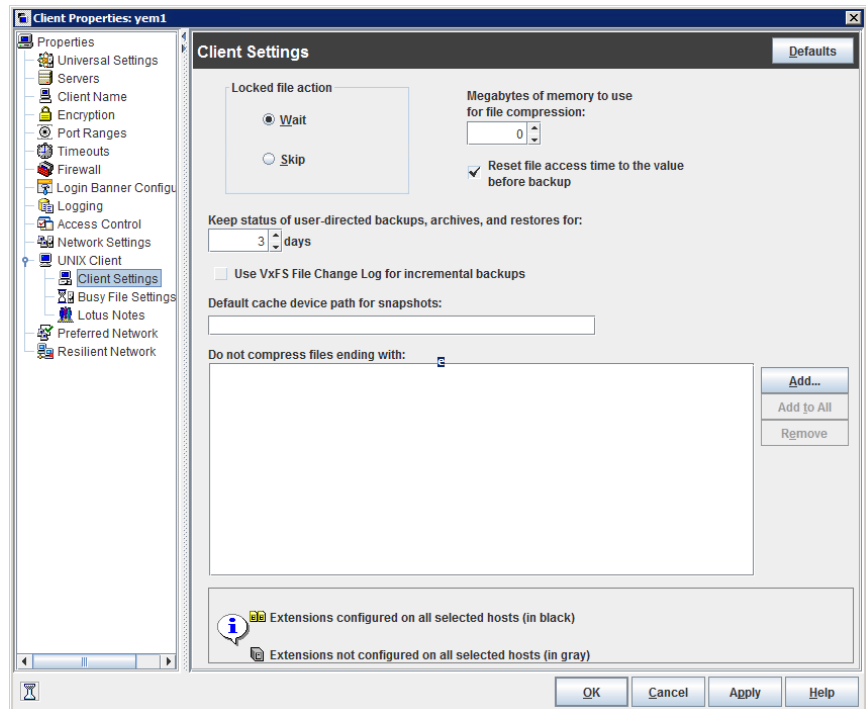 Client Properties: yem1
Properties
Universal Settings
Servers
Client Name
Encryption
Port Ranges
Timeouts
Firewall
Login Banner Configu
Logging
Access Control
Network Settings
UNIX Client
Client Settings
Busy File Settings
Lotus Notes
Preferred Network
Resilient Network
Client Settings
Defaults
Locked file action
Wait
Skip
Megabytes of memory to use
for file compression:
0
Reset file access time to the value
before backup
Keep status of user-directed backups, archives, and restores for:
3 days
Use VxFS File Change Log for incremental backups
Default cache device path for snapshots:
Do not compress files ending with:
Add...
Add to All
Remove
Extensions configured on all selected hosts (in black)
Extensions not configured on all selected hosts (in gray)
OK
Cancel
Apply
Help